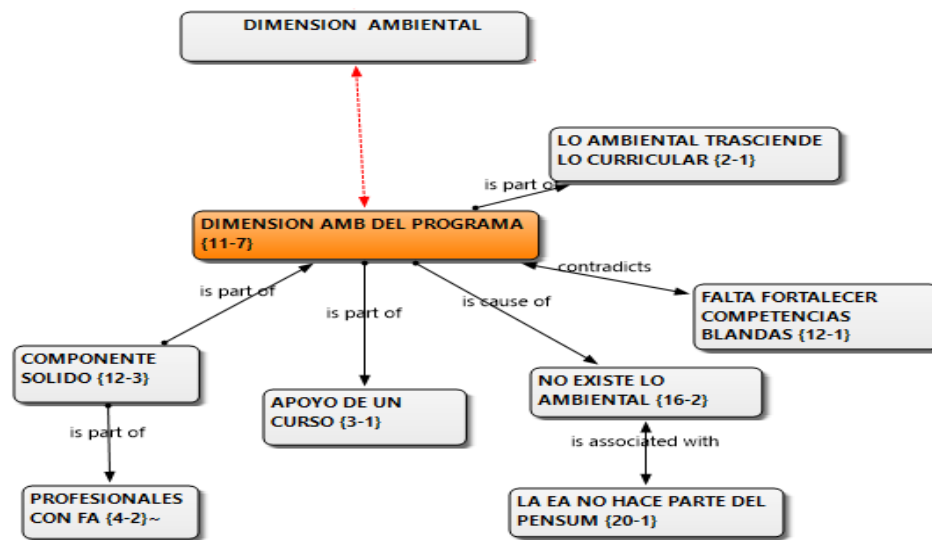 DIMENSION AMBIENTAL
LO AMBIENTAL TRASCIENDE
LO CURRICULAR {2-1}
is part of
DIMENSION AMB DEL PROGRAMA
{11-7}
contradicts
is part of
is part of
is cause of
FALTA FORTALECER
COMPETENCIAS
BLANDAS {12-1}
COMPONENTE
SOLIDO {12-3}
APOYO DE UN
CURSO {3-1}
NO EXISTE LO
AMBIENTAL {16-2}
is part of
is associated with
PROFESIONALES
CON FA {4-2}~
LA EA NO HACE PARTE DEL
PENSUM {20-1}